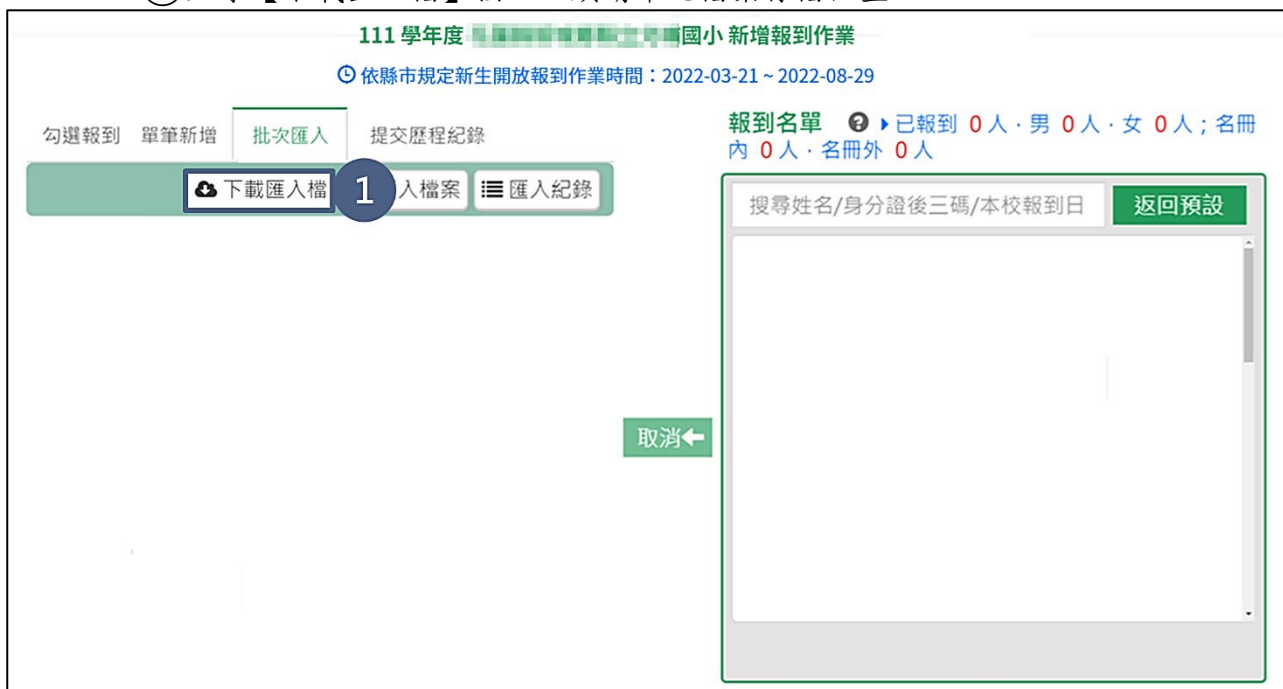 111 學年度 國小 新增報到作業
依縣市規定新生開放報到作業時間：2022-03-21 ~ 2022-08-29
勾選報到 單筆新增 批次匯入 提交歷程紀錄
下載匯入檔 1 入檔案 匯入紀錄
報到名單 已報到 0 人．男 0 人．女 0 人；名冊
內 0 人．名冊外 0 人
搜尋姓名/身分證後三碼/本校報到日 返回預設
取消